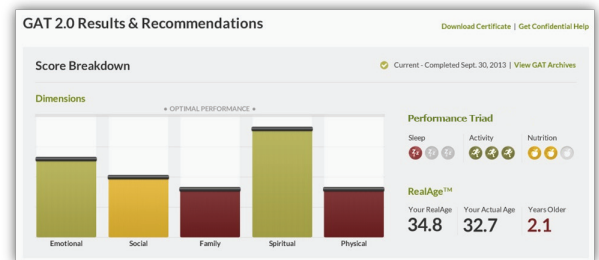 GAT 2.0 Results & Recommendations
Download Certificate | Get Confidential Help
Score Breakdown
Current - Completed Sept. 30, 2013 | View GAT Archives
Dimensions
• OPTIMAL PERFORMANCE •
Emotional Social Family Spiritual Physical
Performance Triad
Sleep Activity Nutrition
RealAge™
Your RealAge Your Actual Age Years Older
34.8 32.7 2.1